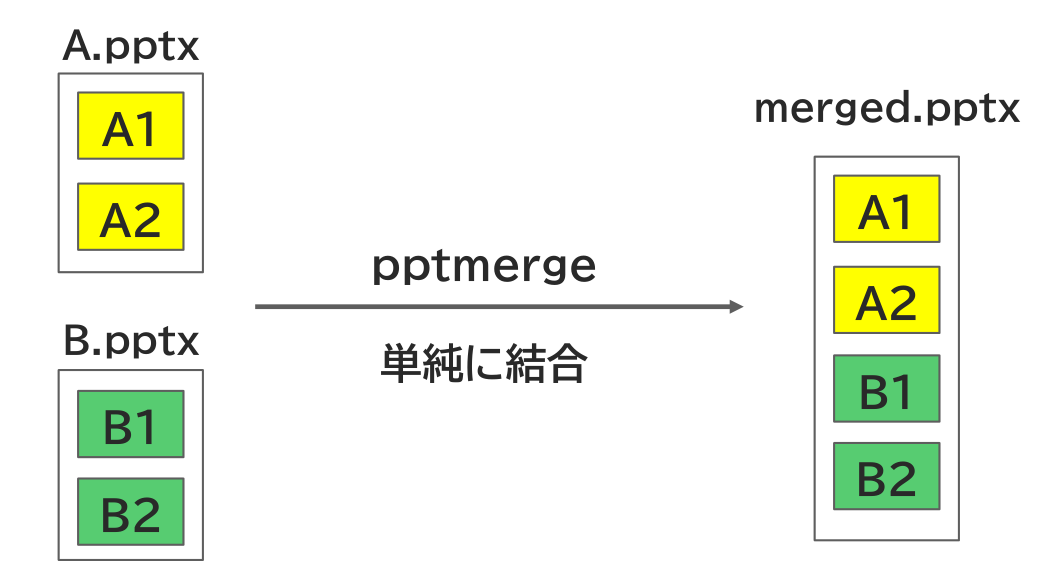 A.pptx
A1
A2
B.pptx
B1
B2
pptmerge
単純に結合
merged.pptx
A1
A2
B1
B2